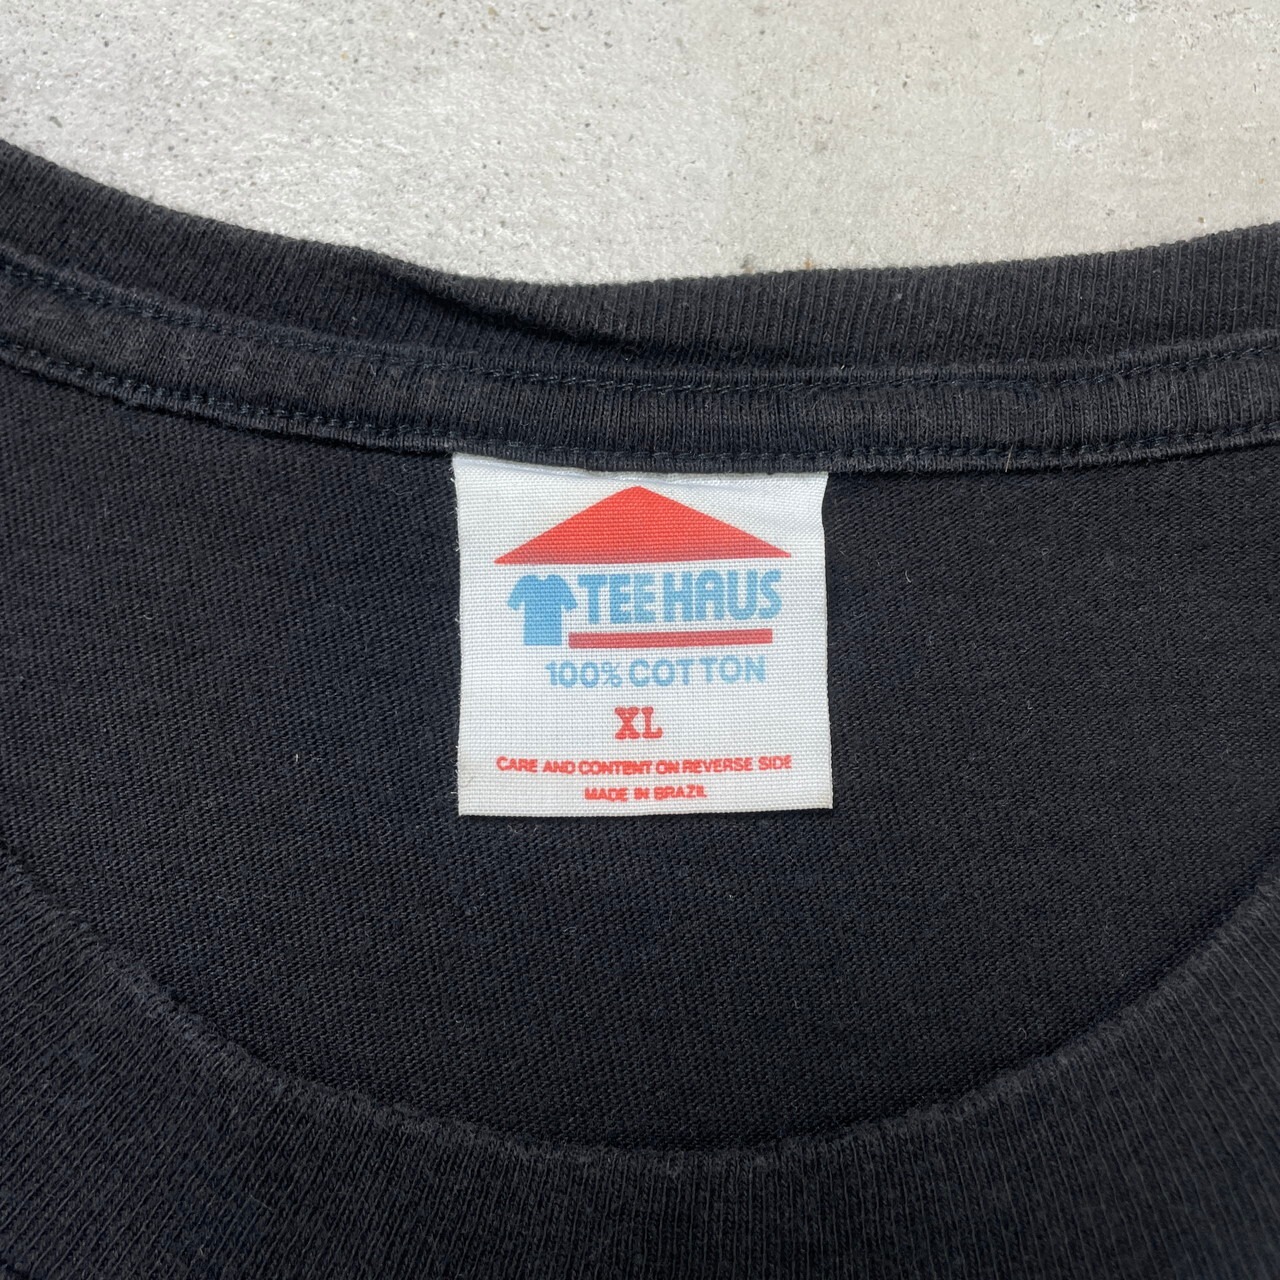 TEE HAUS
100% COTTON
XL
CARE AND CONTENT ON REVERSE SIDE
MADE IN BRAZIL